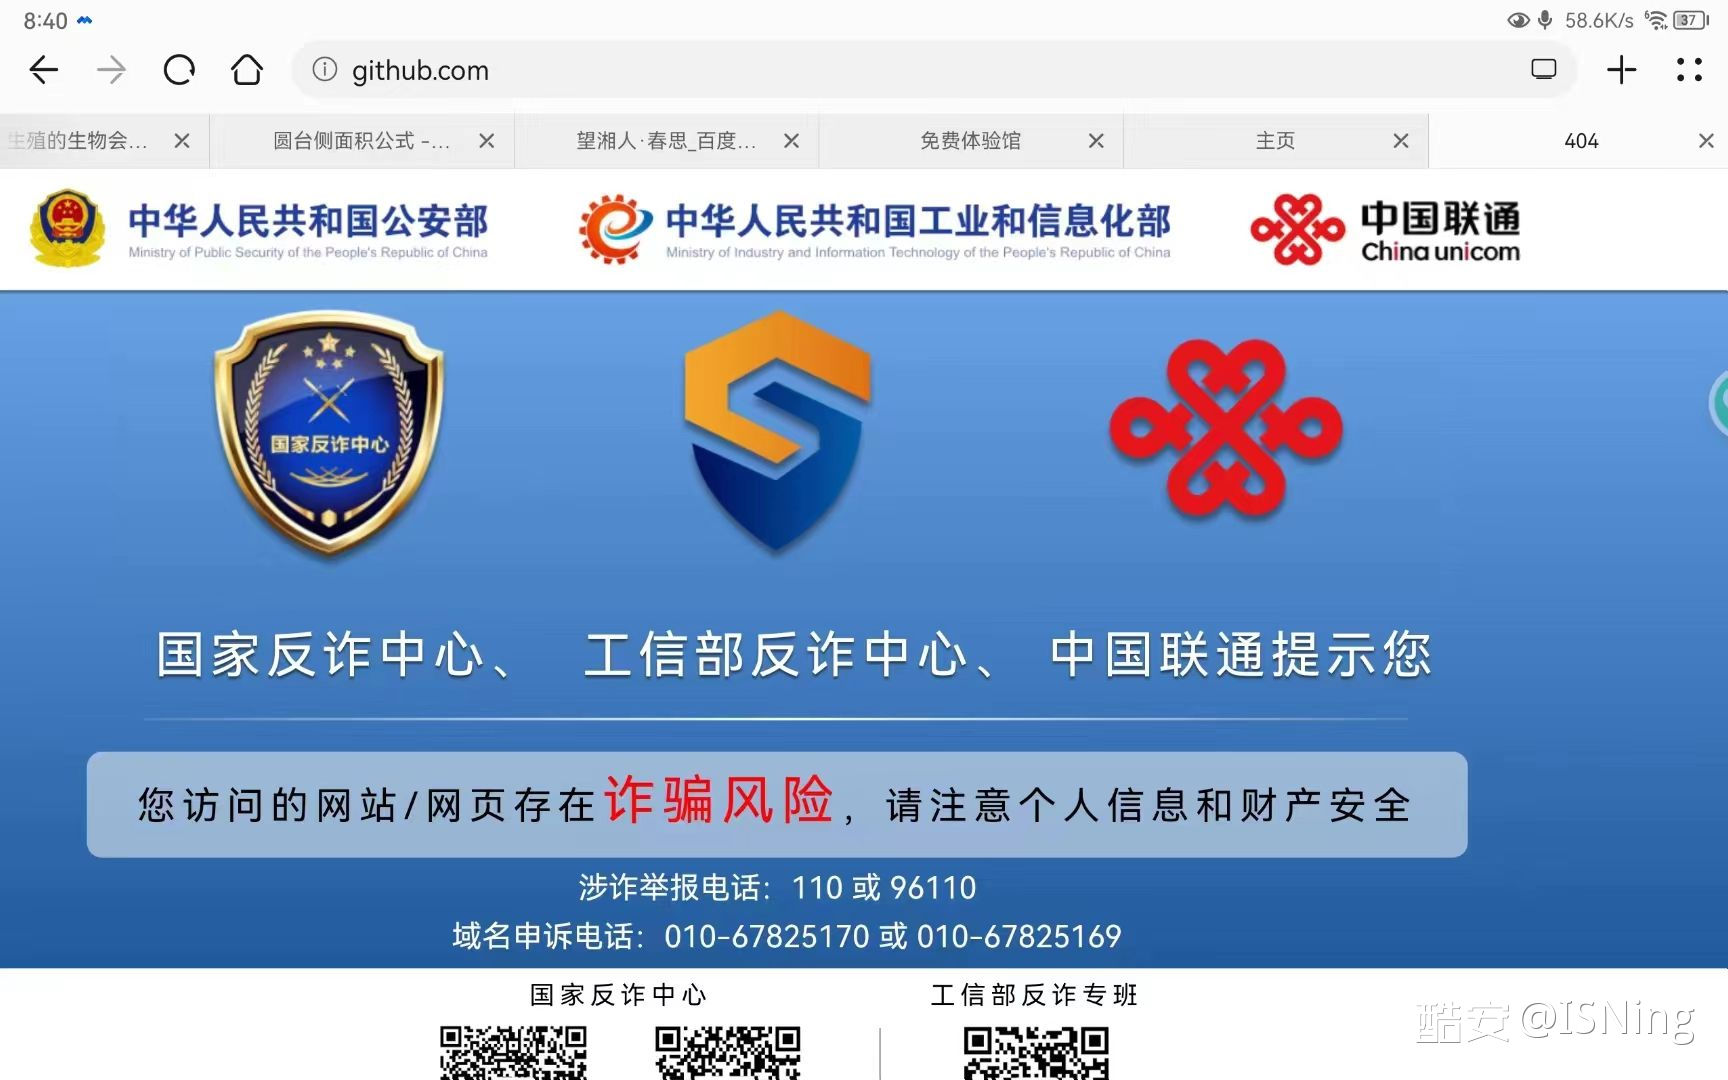 8:40
58.6K/s
6
37
github.com
生殖的生物会...
圆台侧面积公式 -...
望湘人·春思_百度...
免费体验馆
主页
404
中华人民共和国公安部
Ministry of Public Security of the People's Republic of China
中华人民共和国工业和信息化部
Ministry of Industry and Information Technology of the People's Republic of China
中国联通
China unicom
国家反诈中心
国家反诈中心、 工信部反诈中心、 中国联通提示您
您访问的网站/网页存在诈骗风险，请注意个人信息和财产安全
涉诈举报电话：110 或 96110
域名申诉电话：010-67825170 或 010-67825169
国家反诈中心
工信部反诈专班
酷安 @ISNing